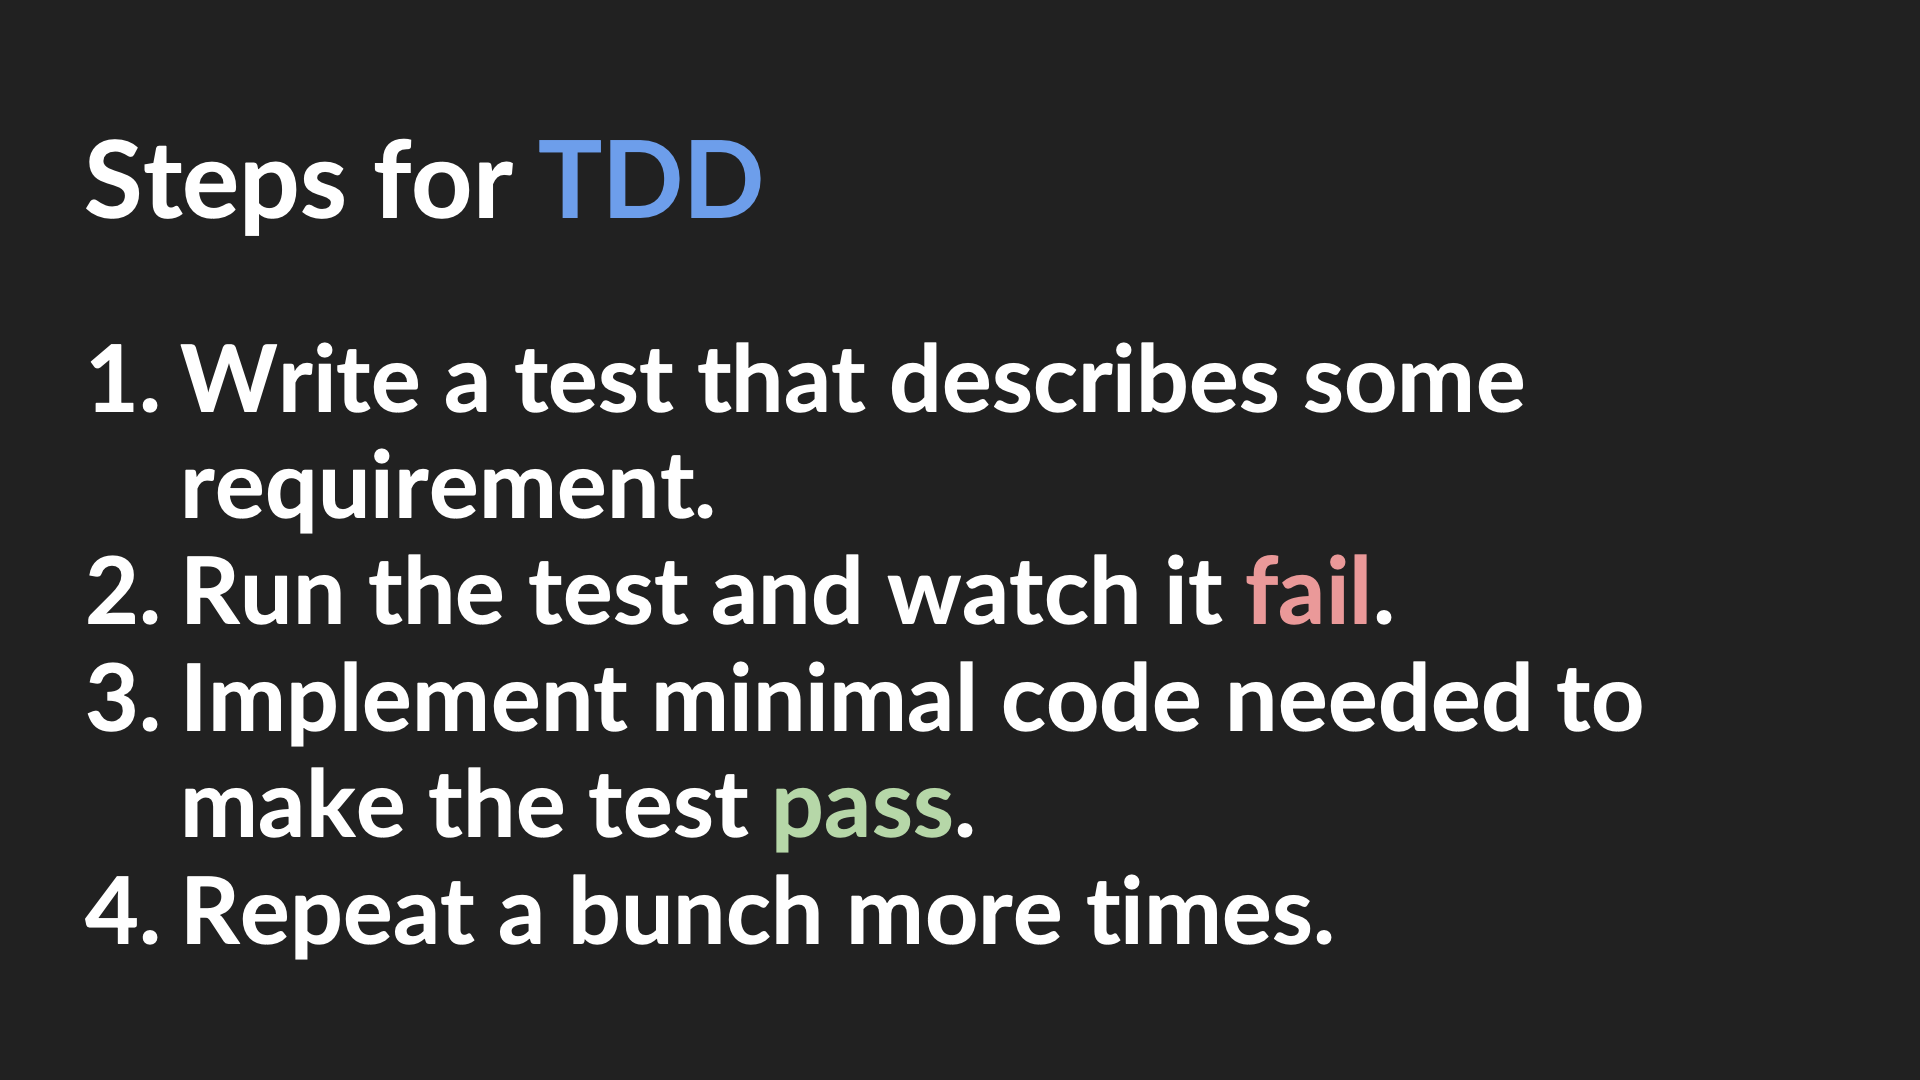 Steps for TDD
1. Write a test that describes some
requirement.
2. Run the test and watch it fail.
3. Implement minimal code needed to
make the test pass.
4. Repeat a bunch more times.